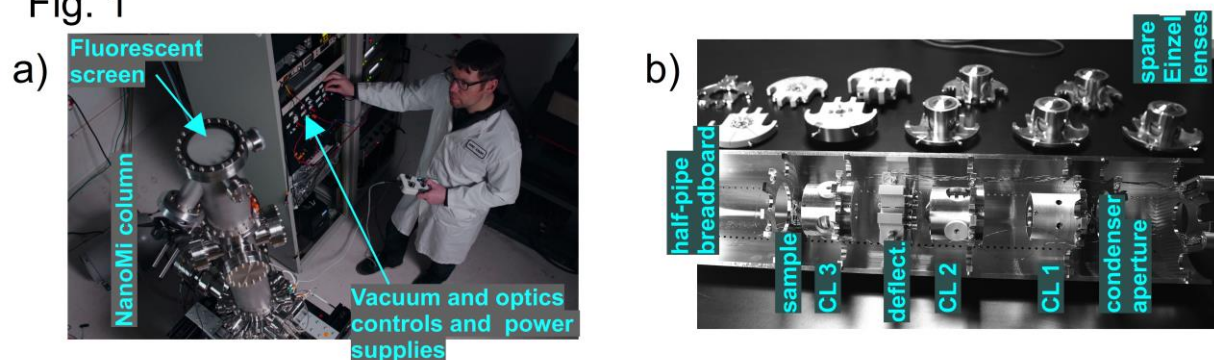 Fig. 1
a)
Fluorescent
screen
NanoMi column
Vacuum and optics
controls and power
supplies
b)
spare
Einzel
lenses
half-pipe
breadboard
sample
CL 3
deflect.
CL 2
CL 1
condenser
aperture